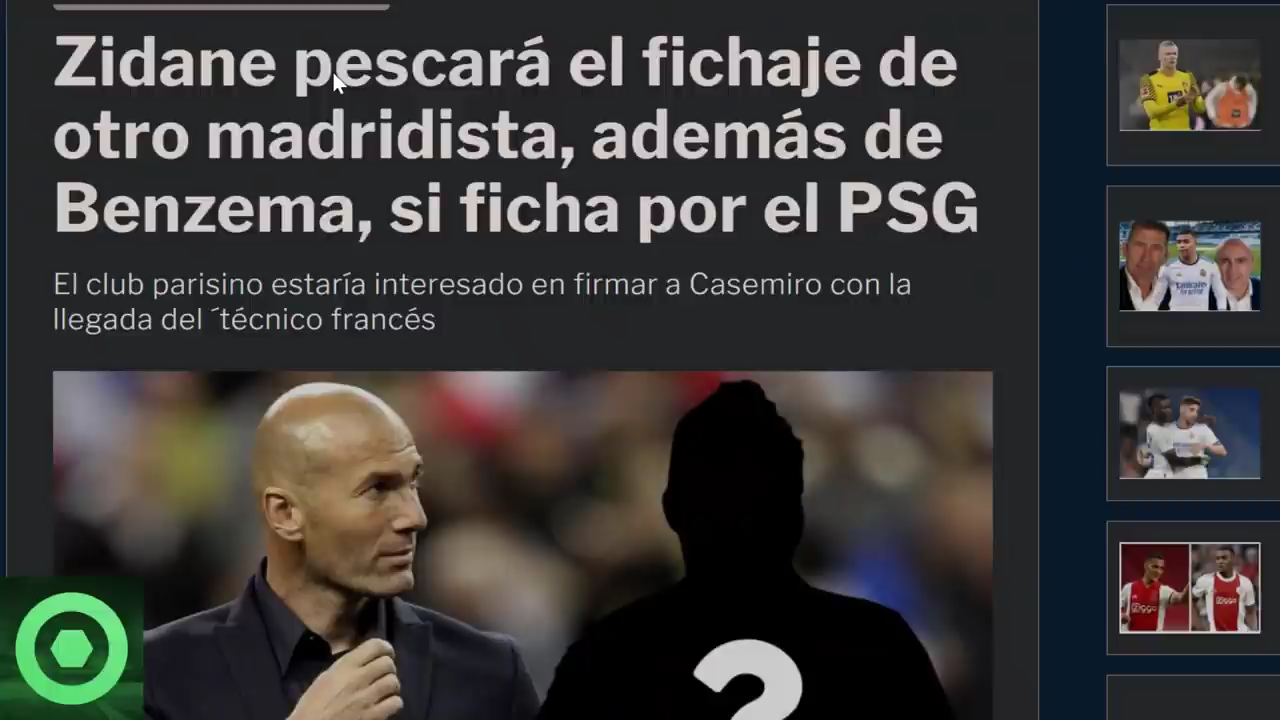 Zidane pescará el fichaje de
otro madridista, además de
Benzema, si ficha por el PSG
El club parisino estaría interesado en firmar a Casemiro con la
llegada del ´técnico francés
?